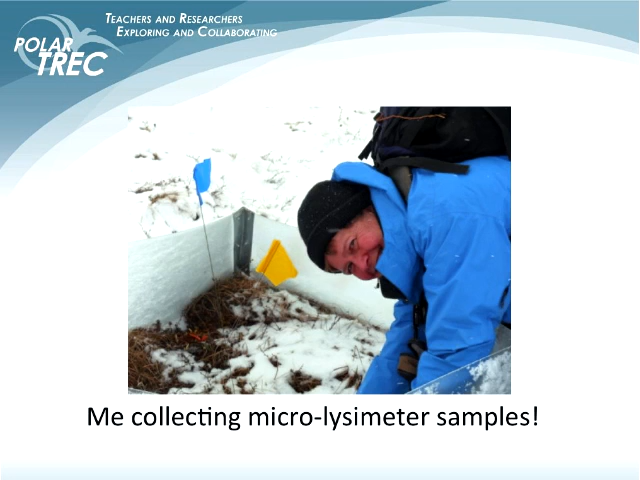 TEACHERS AND RESEARCHERS
EXPLORING AND COLLABORATING
POLAR
TREC
Me collecting micro-lysimeter samples!